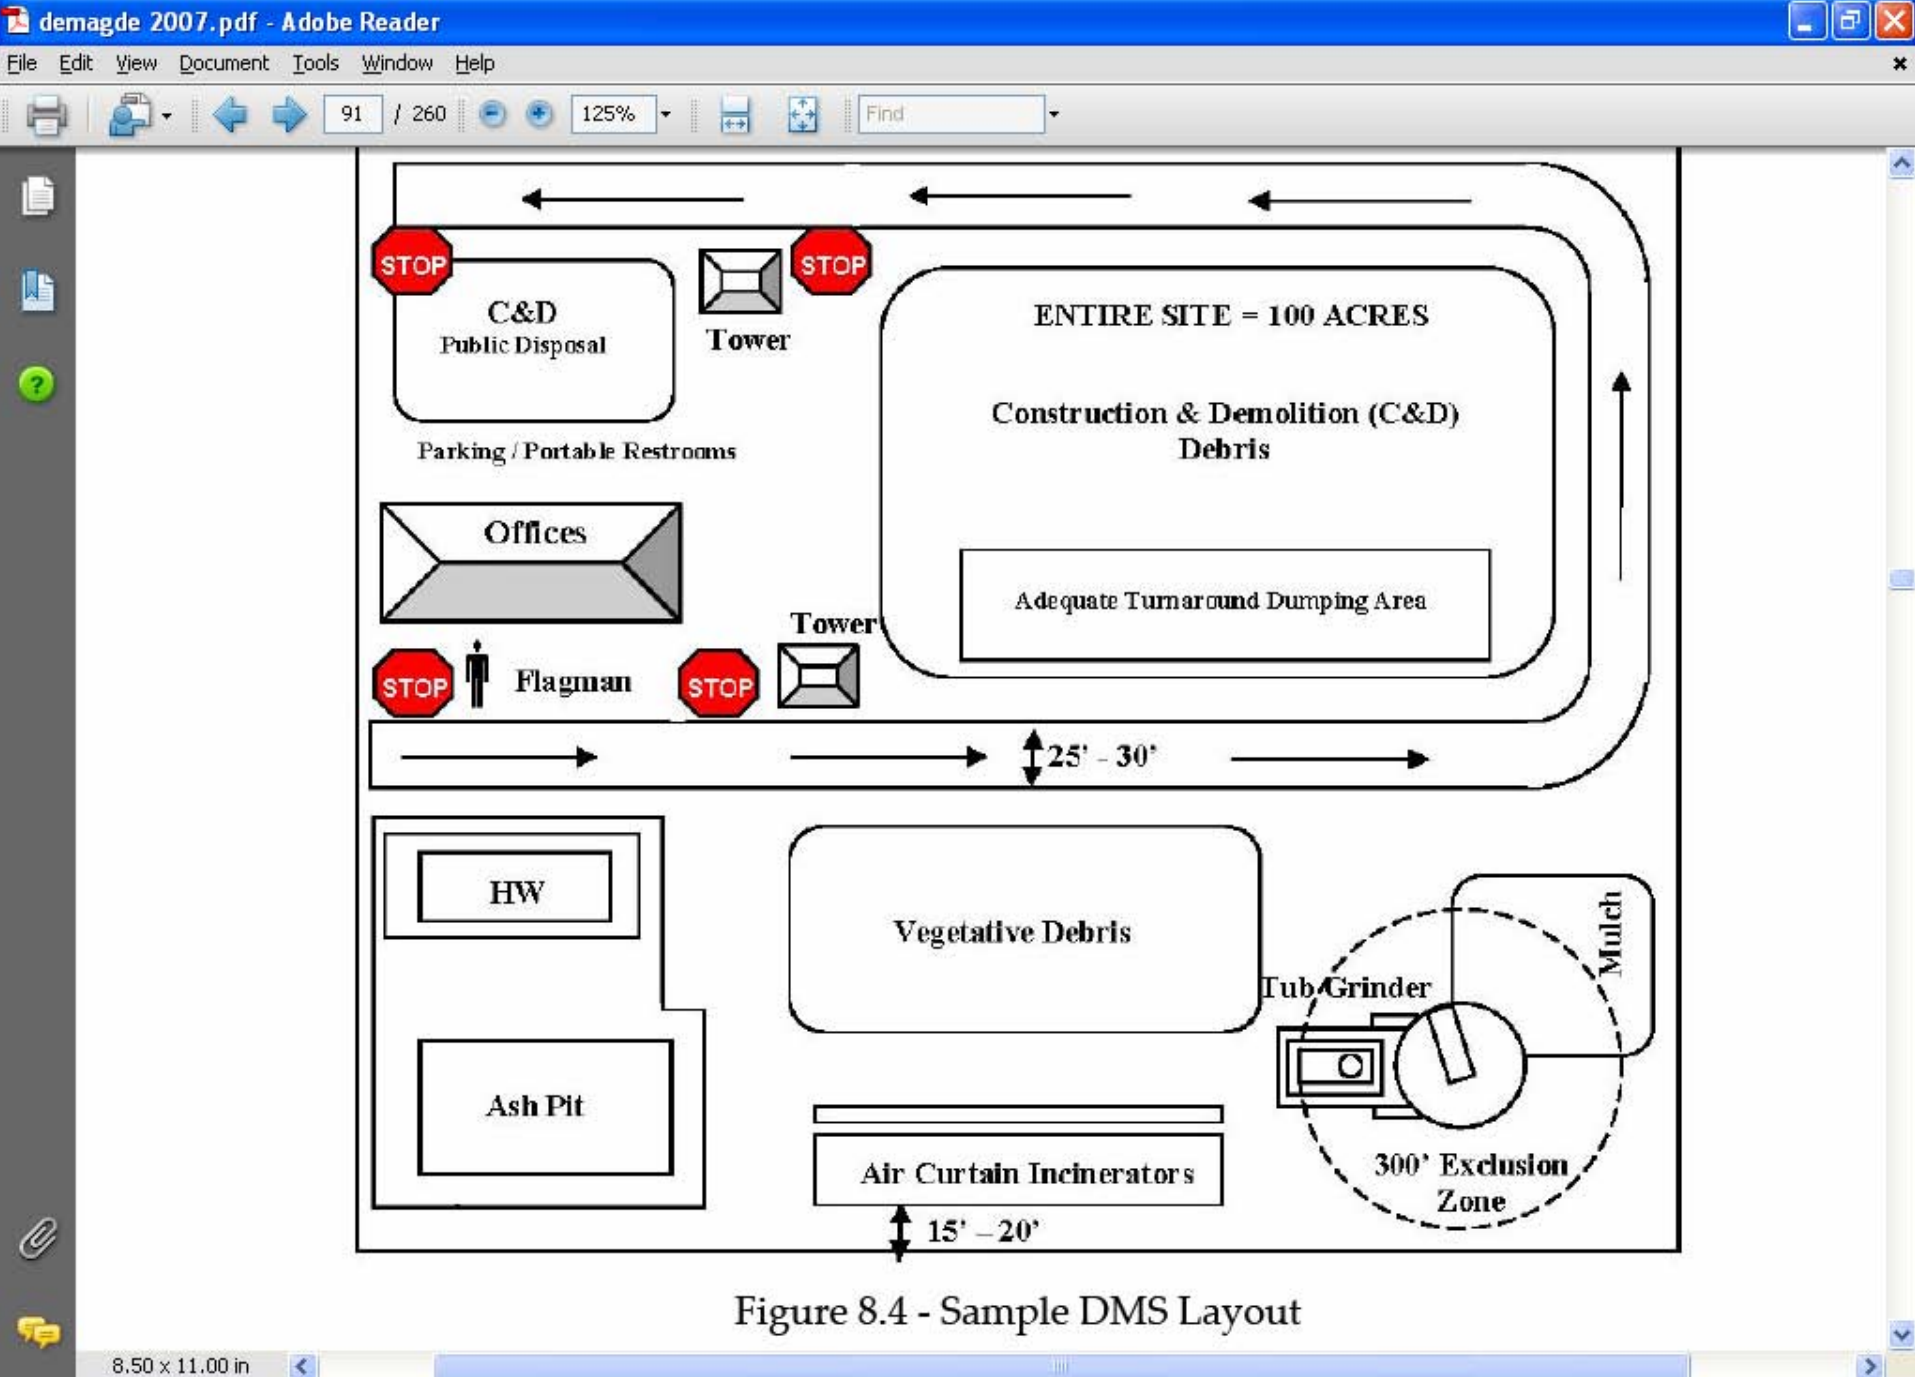 demagde 2007.pdf - Adobe Reader
File Edit View Document Tools Window Help
91 / 260 125% Find
STOP
STOP
C&D
Public Disposal
Tower
ENTIRE SITE = 100 ACRES
Construction & Demolition (C&D)
Debris
Parking / Portable Restrooms
Offices
Adequate Turnaround Dumping Area
Tower
STOP
Flagman
STOP
25' - 30'
HW
Vegetative Debris
Mulch
Tub Grinder
Ash Pit
Air Curtain Incinerators
300' Exclusion
Zone
15' – 20'
Figure 8.4 - Sample DMS Layout
8.50 x 11.00 in